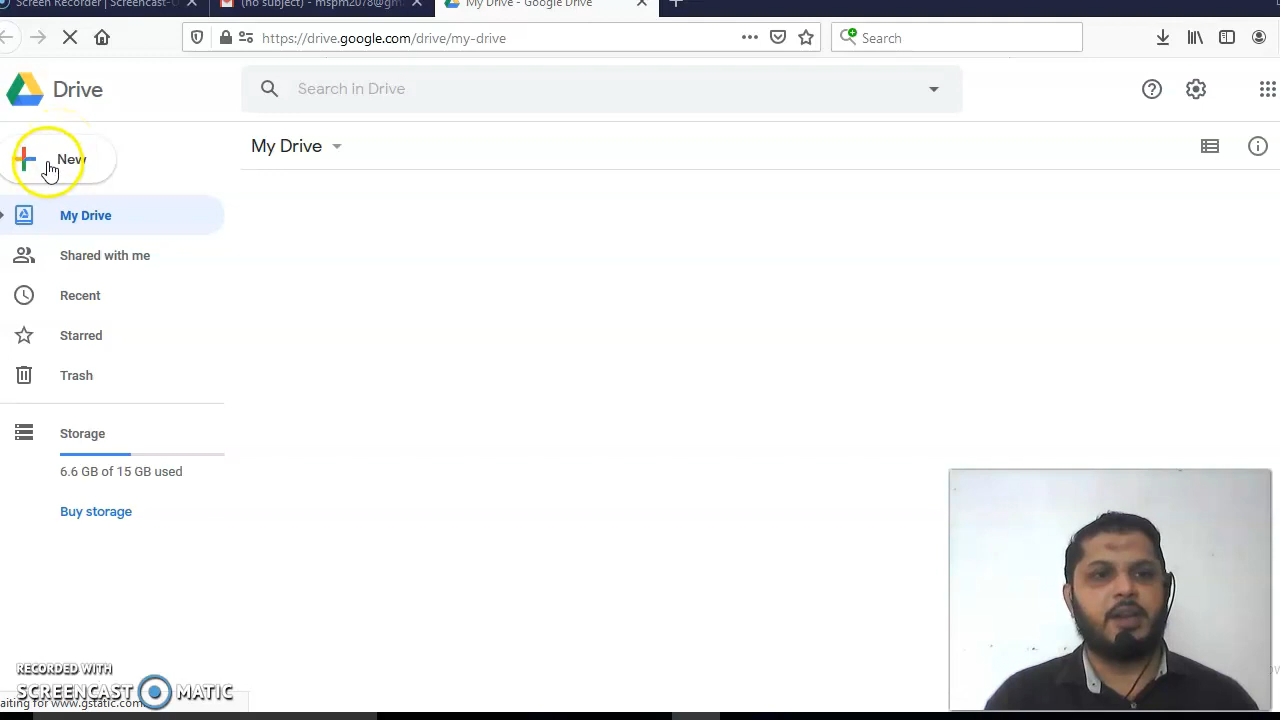 Screen Recorder | Screencast-O
(no subject) - mspm2078@gm
My Drive - Google Drive
https://drive.google.com/drive/my-drive
Search
Drive
Search in Drive
New
My Drive
My Drive
Shared with me
Recent
Starred
Trash
Storage
6.6 GB of 15 GB used
Buy storage
RECORDED WITH
SCREENCAST MATIC
aiting for www.gstatic.com